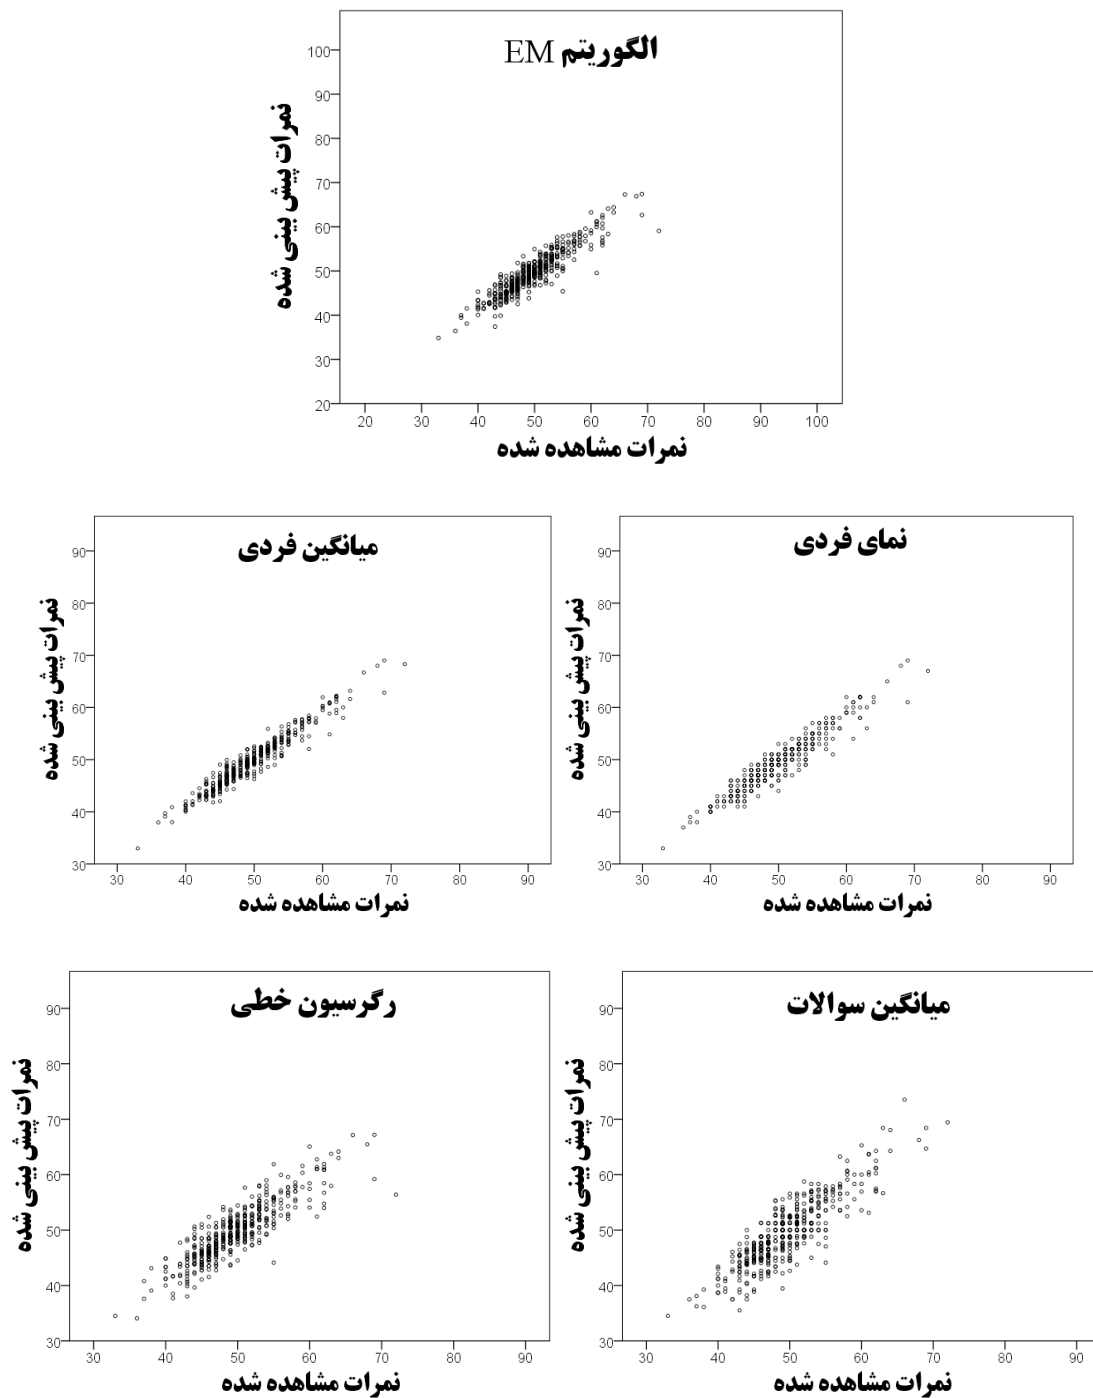 الگوریتم EM
نمرات پیش بینی شده
100
90
80
70
60
50
40
30
20
20 30 40 50 60 70 80 90 100
نمرات مشاهده شده
میانگین فردی
نمرات پیش بینی شده
90
80
70
60
50
40
30
30 40 50 60 70 80 90
نمرات مشاهده شده
نمای فردی
نمرات پیش بینی شده
90
80
70
60
50
40
30
30 40 50 60 70 80 90
نمرات مشاهده شده
رگرسیون خطی
نمرات پیش بینی شده
90
80
70
60
50
40
30
30 40 50 60 70 80 90
نمرات مشاهده شده
میانگین سوالات
نمرات پیش بینی شده
90
80
70
60
50
40
30
30 40 50 60 70 80 90
نمرات مشاهده شده